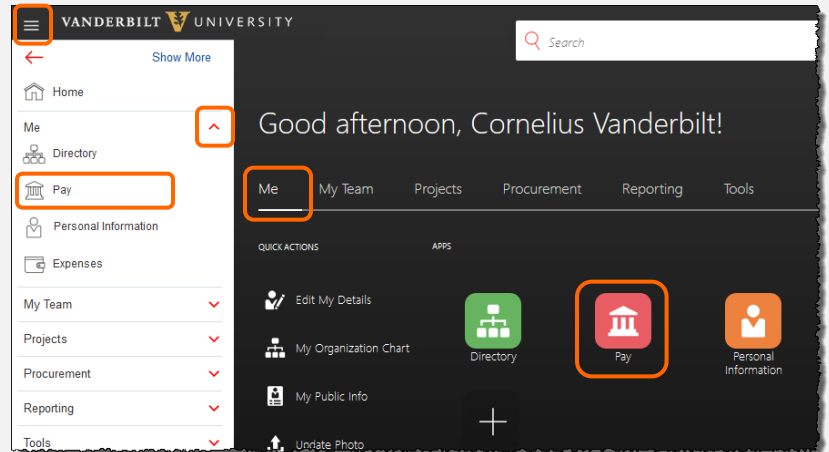 VANDERBILT V UNIVERSITY
Search
Show More
Home
Me
Directory
Pay
Personal Information
Expenses
My Team
Projects
Procurement
Reporting
Tools
Good afternoon, Cornelius Vanderbilt!
Me My Team Projects Procurement Reporting Tools
QUICK ACTIONS APPS
Edit My Details
My Organization Chart
My Public Info
Update Photo
Directory
Pay
Personal
Information